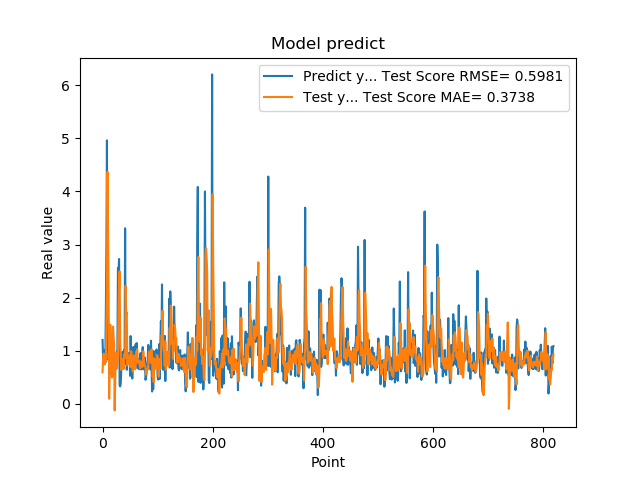 Model predict
Predict y... Test Score RMSE= 0.5981
Test y... Test Score MAE= 0.3738
6
5
4
3
2
1
0
Real value
0 200 400 600 800
Point